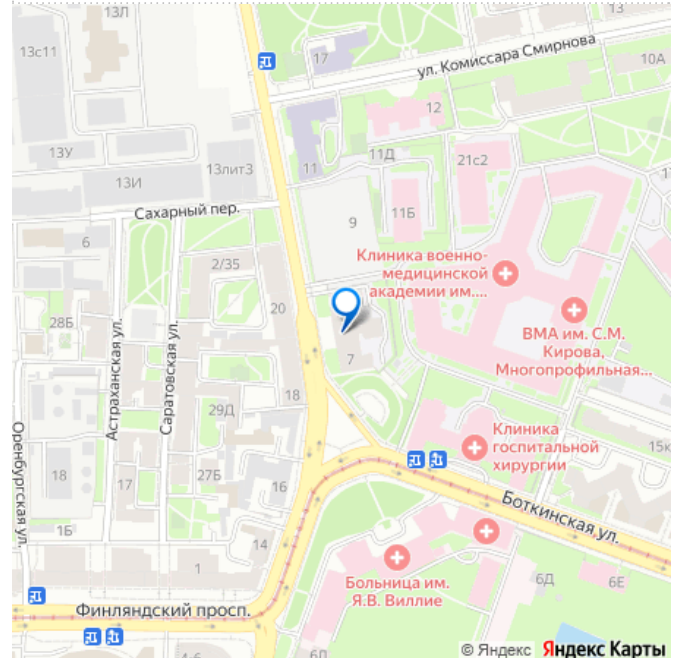 13Л
13с11
17
ул. Комиссара Смирнова
10А
12
13У
11
11Д
21с2
13лит3
13И
Сахарный пер.
11Б
9
6
Клиника военно-
медицинской
академии им....
2/35
20
28Б
ВМА им. С.М.
Кирова,
Многопрофильная...
Астраханская ул.
Саратовская ул.
7
18
29Д
Клиника
госпитальной
хирургии
15к
Оренбургская ул.
18
27Б
17
16
Боткинская ул.
1Б
14
1
Больница им.
Я.В. Виллие
6Д
6Е
Финляндский просп.
4-6
6П
© Яндекс Яндекс Карты